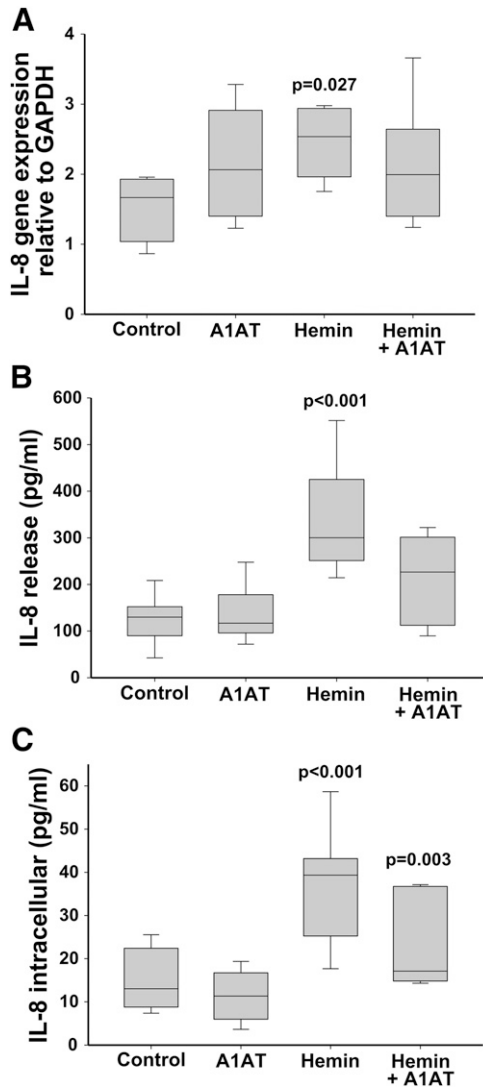 A
IL-8 gene expression
relative to GAPDH
4
3
2
1
0
p=0.027
Control
A1AT
Hemin
Hemin
+ A1AT
B
IL-8 release (pg/ml)
600
500
400
300
200
100
0
p<0.001
Control
A1AT
Hemin
Hemin
+ A1AT
C
IL-8 intracellular (pg/ml)
60
50
40
30
20
10
0
p<0.001
p=0.003
Control
A1AT
Hemin
Hemin
+ A1AT